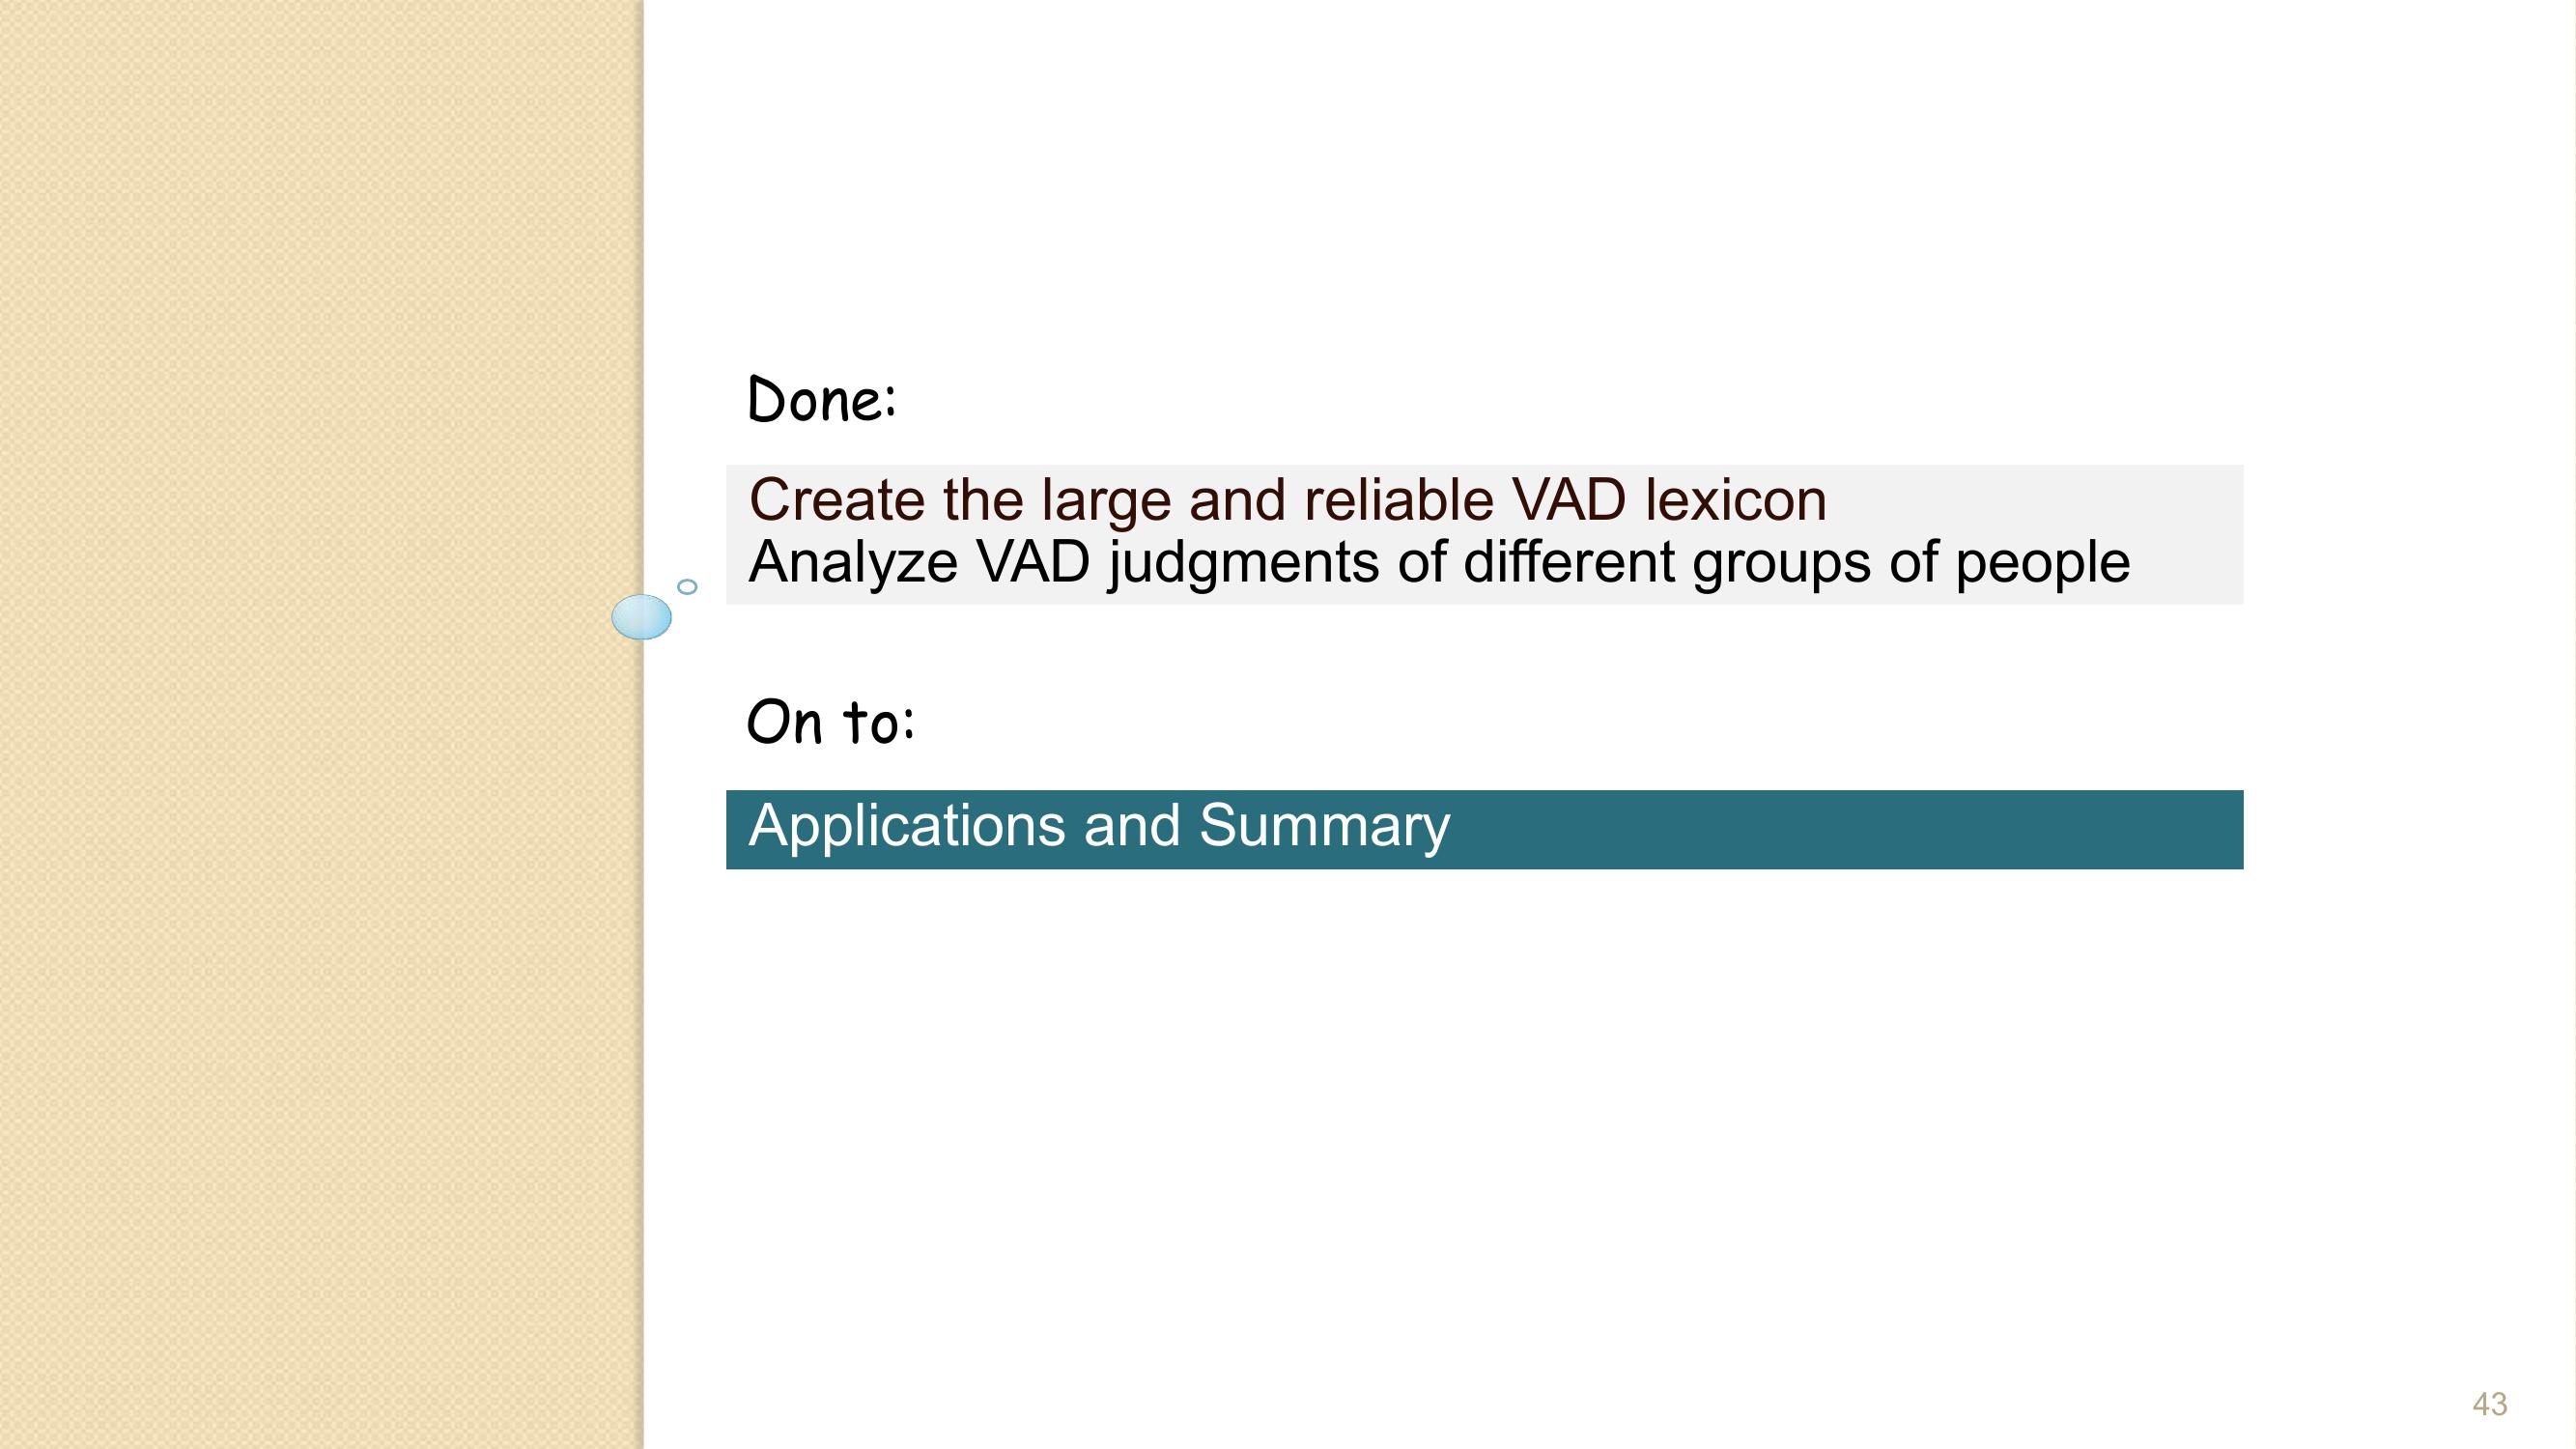 Done:
Create the large and reliable VAD lexicon
Analyze VAD judgments of different groups of people
On to:
Applications and Summary
43